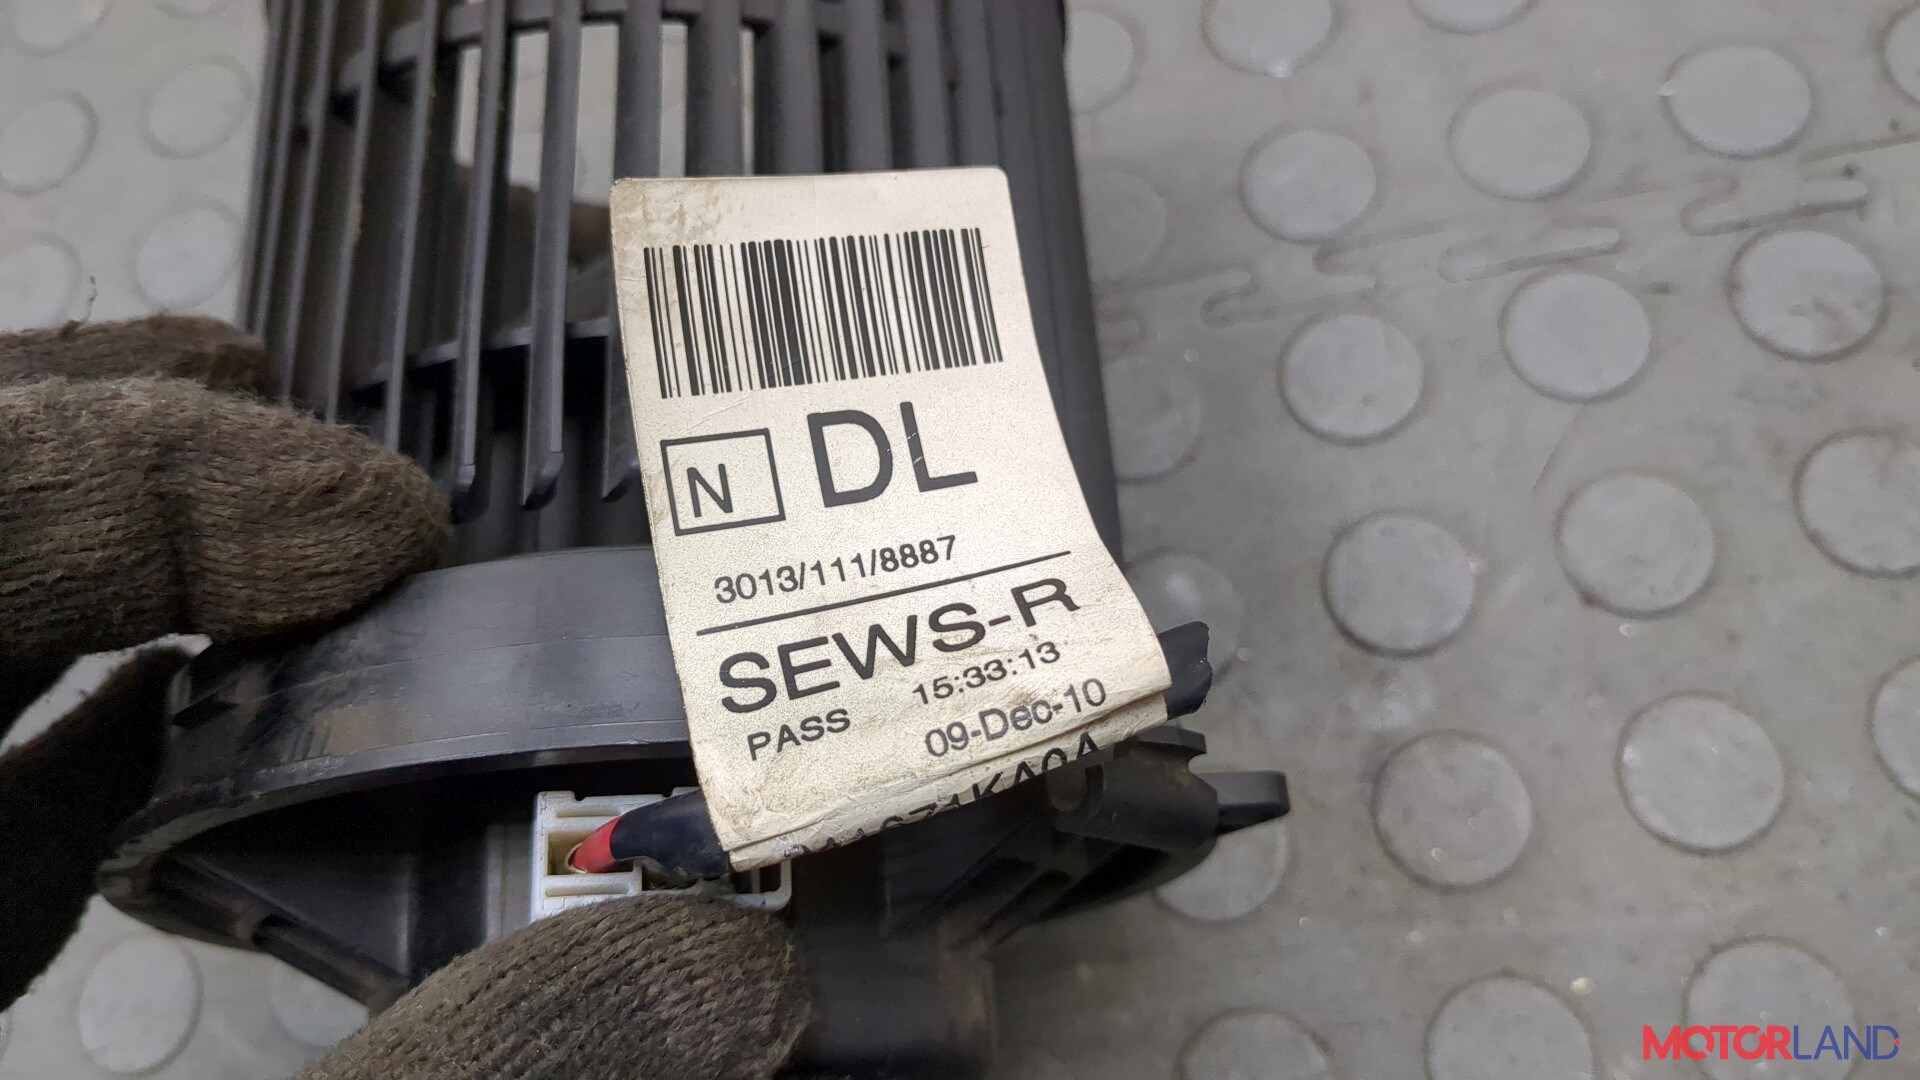 N DL
3013/111/8887
SEWS-R
PASS 15:33:13
09-Dec-10
MOTORLAND